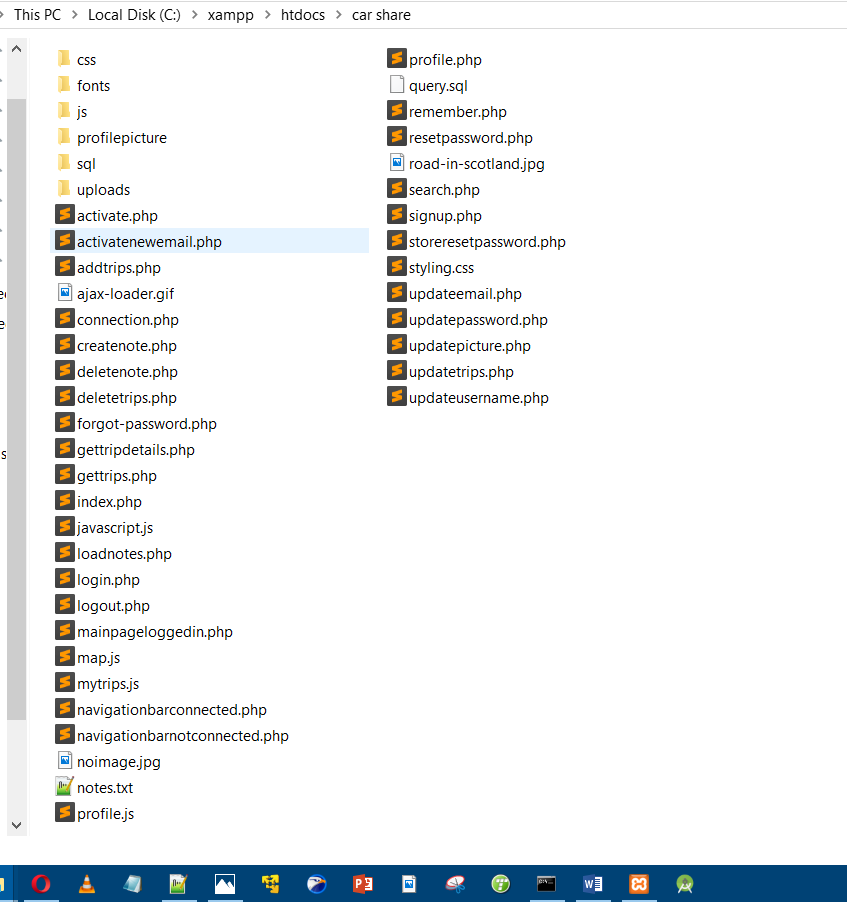 This PC > Local Disk (C:) > xampp > htdocs > car share
css
fonts
js
profilepicture
sql
uploads
activate.php
activatenewemail.php
addtrips.php
ajax-loader.gif
connection.php
createnote.php
deletenote.php
deletetrips.php
forgot-password.php
gettripdetails.php
gettrips.php
index.php
javascript.js
loadnotes.php
login.php
logout.php
mainpageloggedin.php
map.js
mytrips.js
navigationbarconnected.php
navigationbarnotconnected.php
noimage.jpg
notes.txt
profile.js
profile.php
query.sql
remember.php
resetpassword.php
road-in-scotland.jpg
search.php
signup.php
storeresetpassword.php
styling.css
updateemail.php
updatepassword.php
updatepicture.php
updatetrips.php
updateusername.php